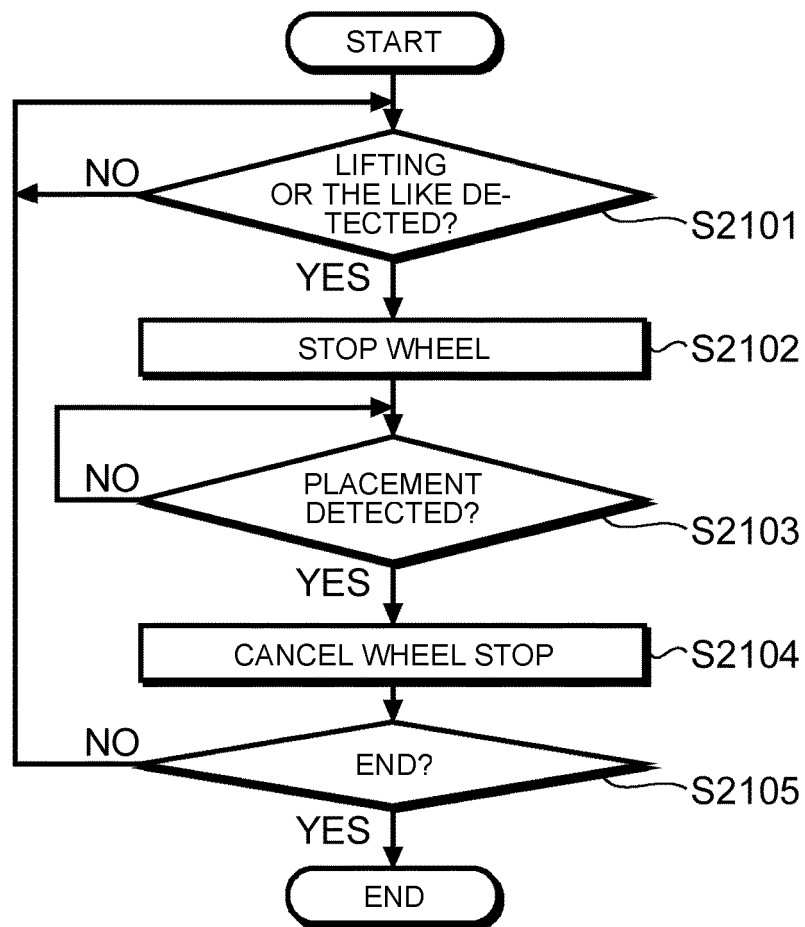 START
NO
LIFTING
OR THE LIKE DE-
TECTED?
S2101
YES
STOP WHEEL
S2102
NO
PLACEMENT
DETECTED?
S2103
YES
CANCEL WHEEL STOP
S2104
NO
END?
S2105
YES
END